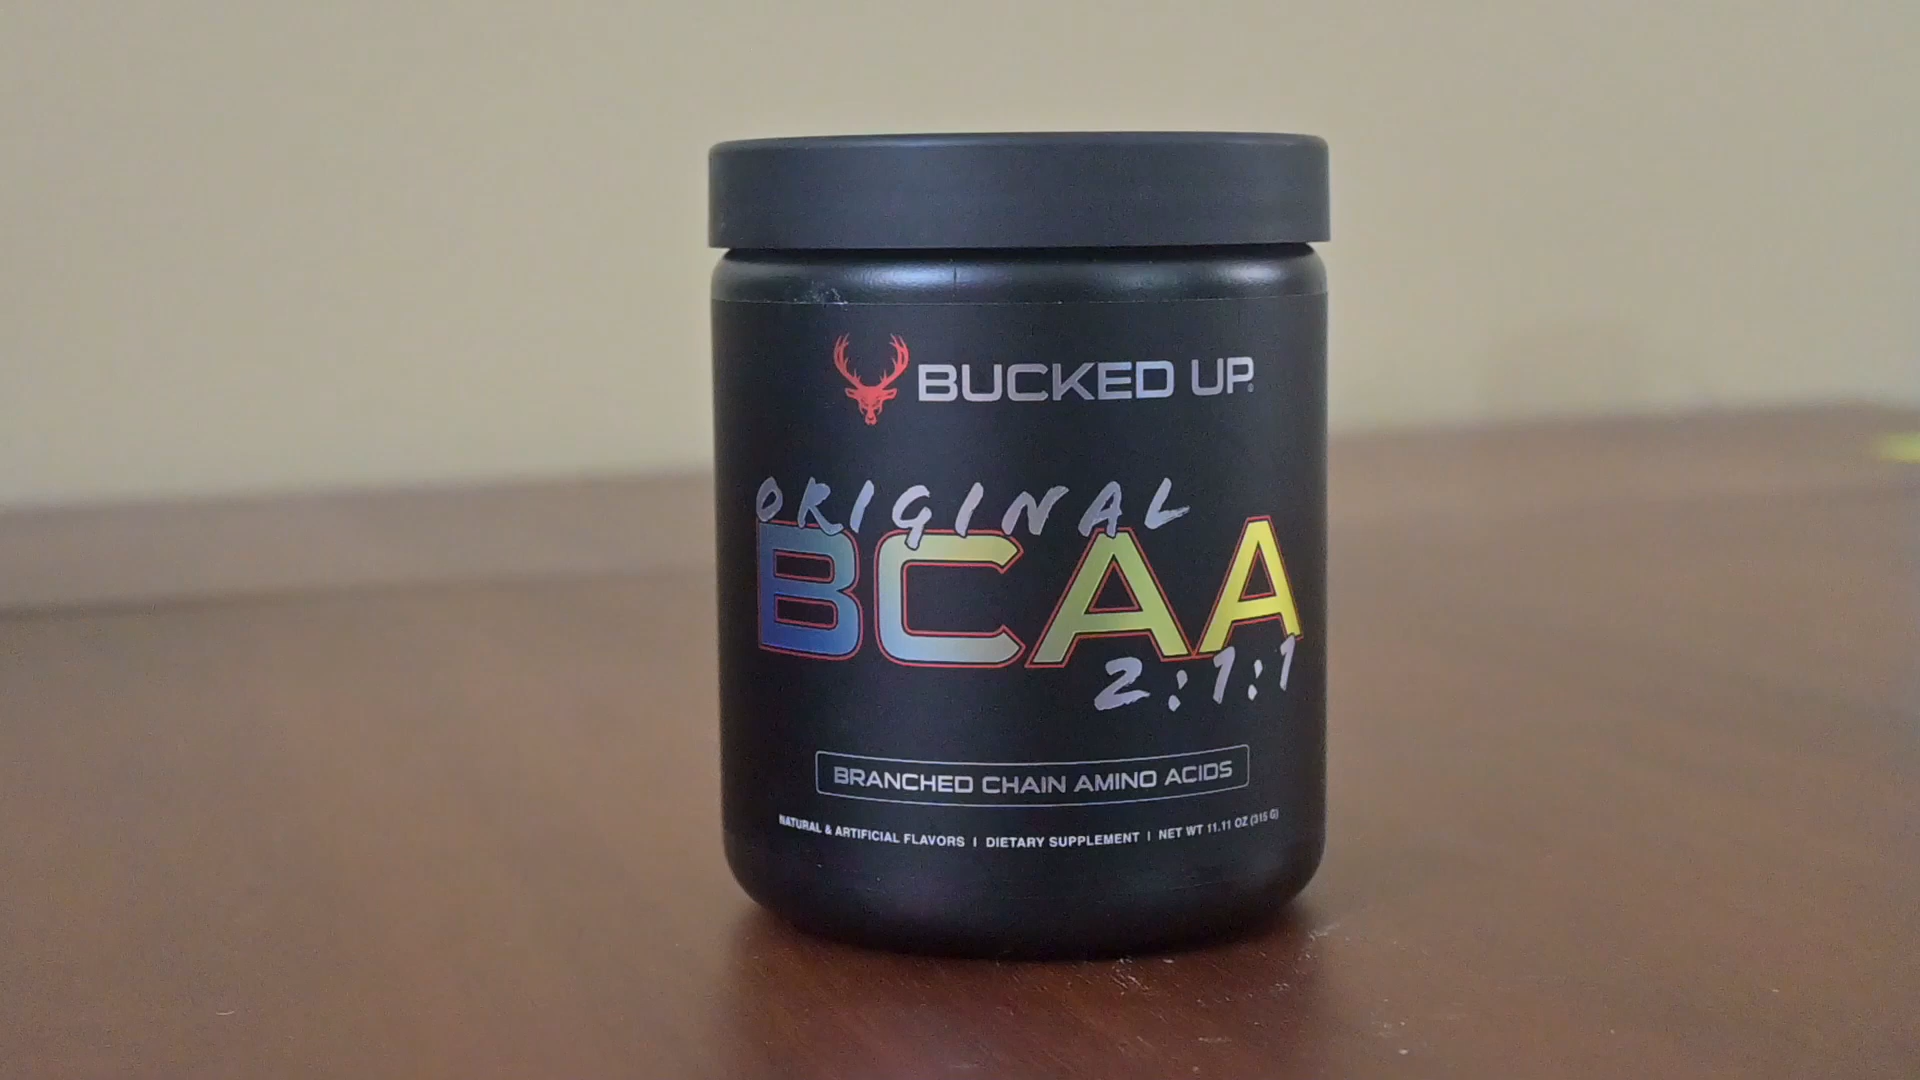 BUCKED UP®
ORIGINAL
BCAA
2:1:1
BRANCHED CHAIN AMINO ACIDS
NATURAL & ARTIFICIAL FLAVORS | DIETARY SUPPLEMENT | NET WT 11.11 OZ (315 G)